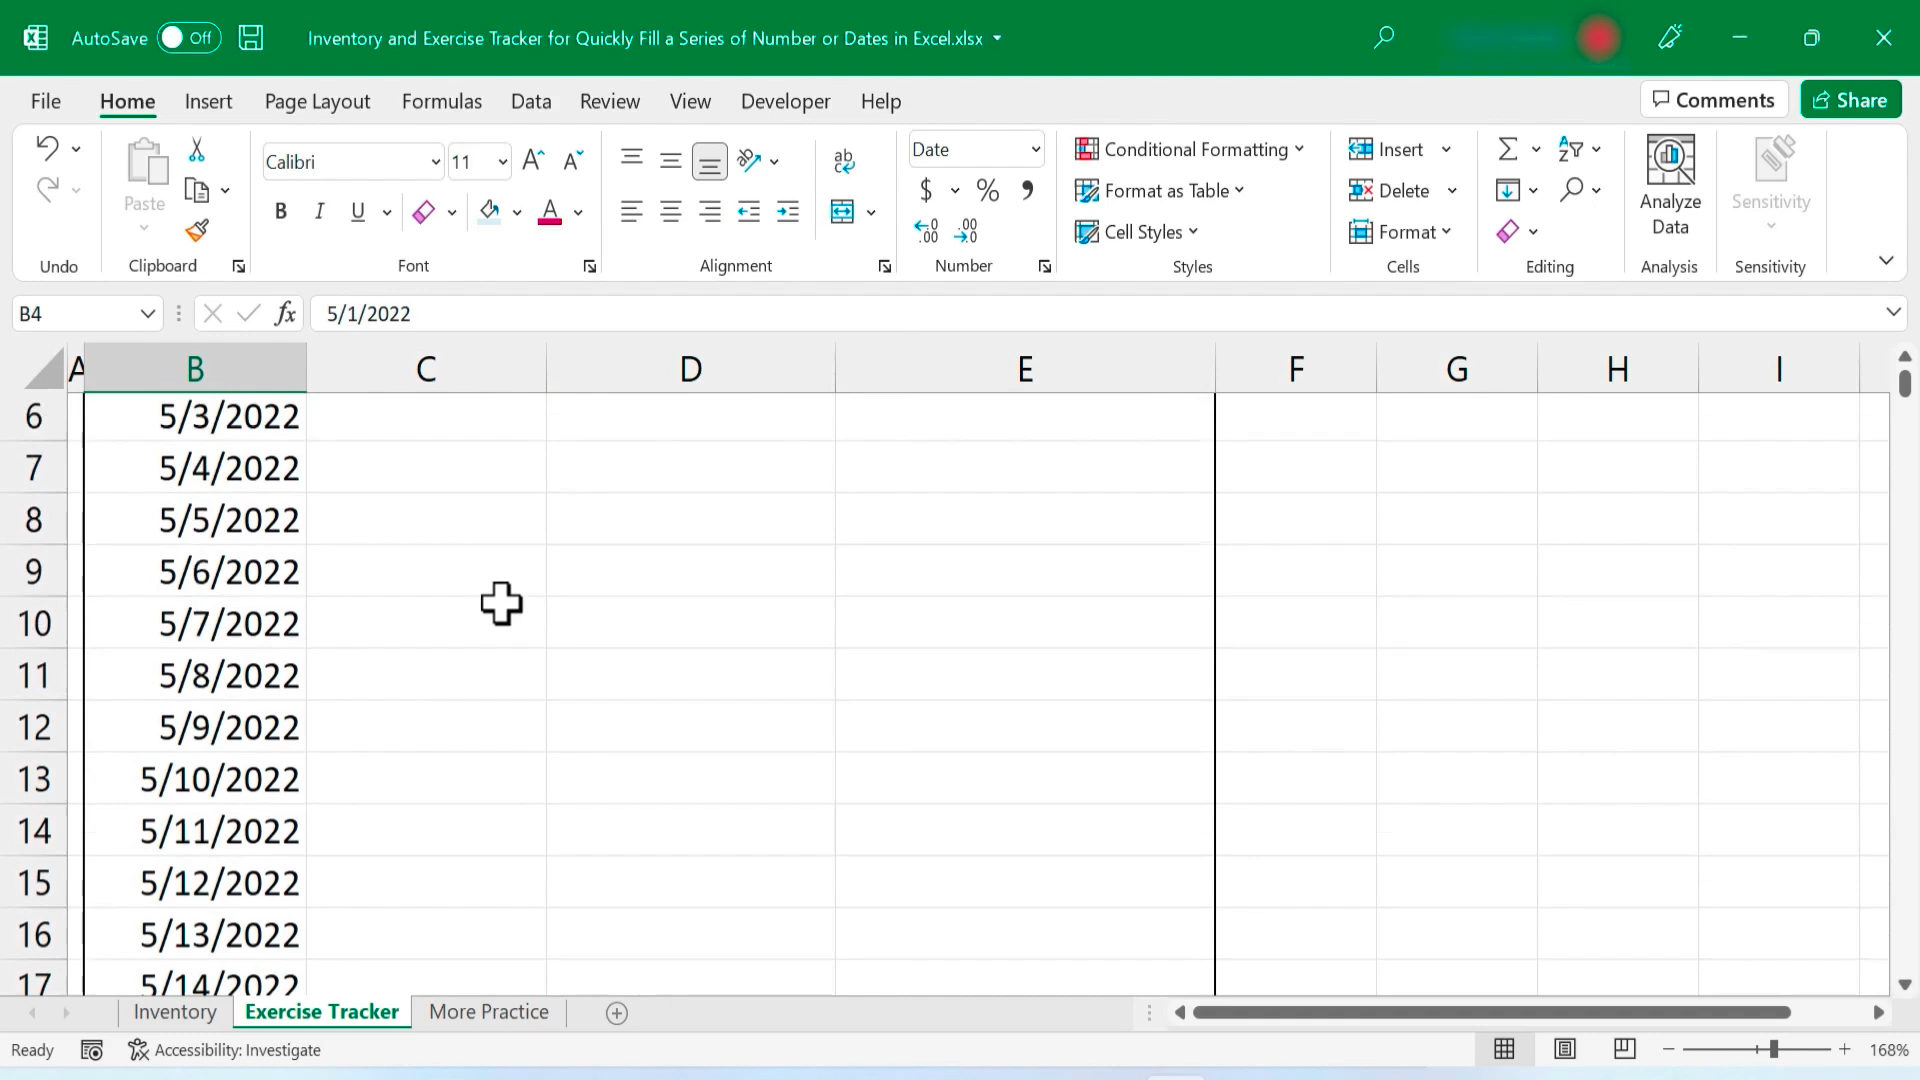 AutoSave Off Inventory and Exercise Tracker for Quickly Fill a Series of Number or Dates in Excel.xlsx
File Home Insert Page Layout Formulas Data Review View Developer Help Comments Share
Paste
Calibri 11
B I U A
ab
c
Date
$ % ,
.00 .00
Conditional Formatting
Format as Table
Cell Styles
Insert
Delete
Format
Analyze
Data
Sensitivity
Undo Clipboard Font Alignment Number Styles Cells Editing Analysis Sensitivity
B4 fx 5/1/2022
A B C D E F G H I
6 5/3/2022
7 5/4/2022
8 5/5/2022
9 5/6/2022
10 5/7/2022
11 5/8/2022
12 5/9/2022
13 5/10/2022
14 5/11/2022
15 5/12/2022
16 5/13/2022
17 5/14/2022
Inventory Exercise Tracker More Practice
Ready Accessibility: Investigate 168%